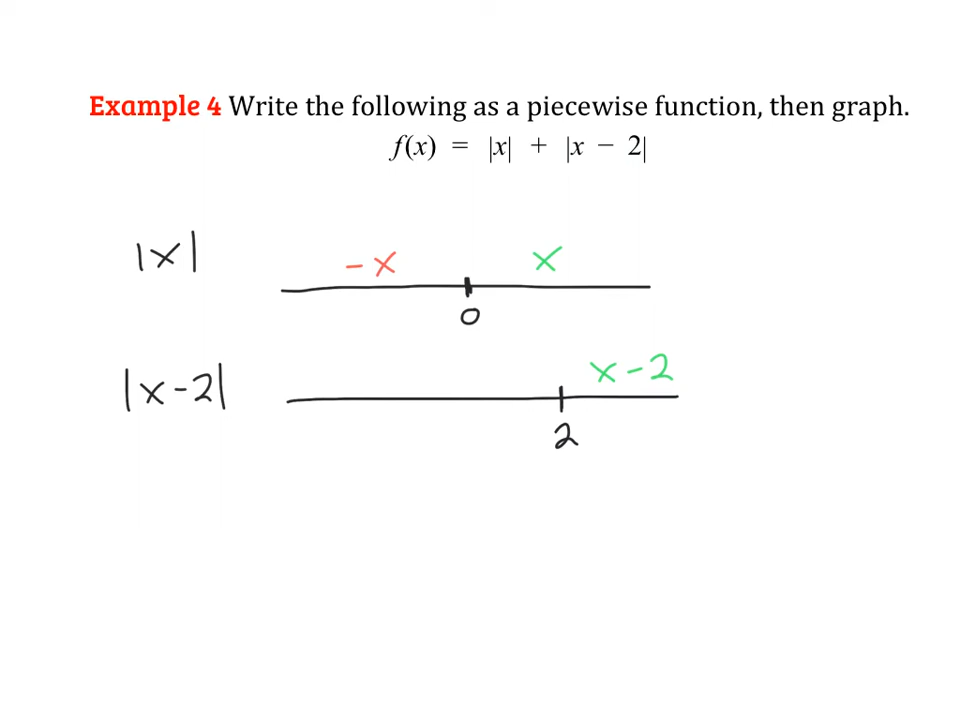 Example 4 Write the following as a piecewise function, then graph.
f(x) = |x| + |x − 2|
|x|
-x x
0
|x-2|
x-2
2